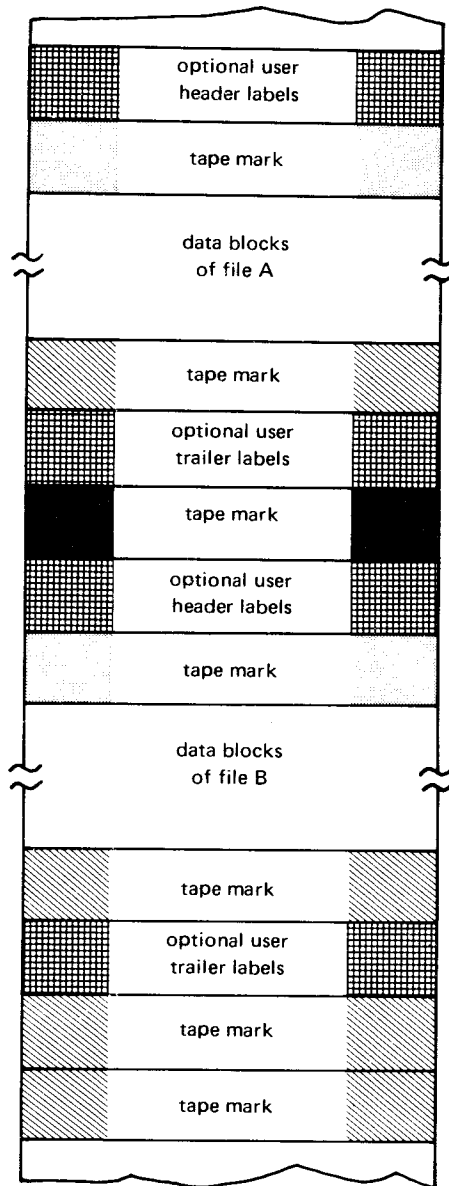 optional user
header labels
tape mark
data blocks
of file A
tape mark
optional user
trailer labels
tape mark
optional user
header labels
tape mark
data blocks
of file B
tape mark
optional user
trailer labels
tape mark
tape mark